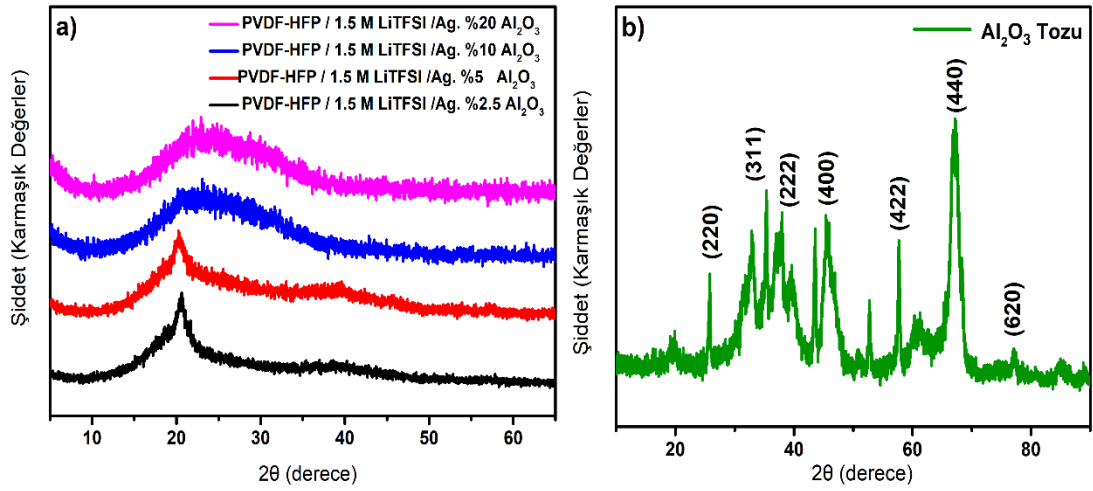 a)
PVDF-HFP / 1.5 M LiTFSI /Ag. %20 Al₂O₃
PVDF-HFP / 1.5 M LiTFSI /Ag. %10 Al₂O₃
PVDF-HFP / 1.5 M LiTFSI /Ag. %5 Al₂O₃
PVDF-HFP / 1.5 M LiTFSI /Ag. %2.5 Al₂O₃
Şiddet (Karmaşık Değerler)
10 20 30 40 50 60
2θ (derece)
b)
Al₂O₃ Tozu
(220)
(311)
(222)
(400)
(422)
(440)
(620)
Şiddet (Karmaşık Değerler)
20 40 60 80
2θ (derece)